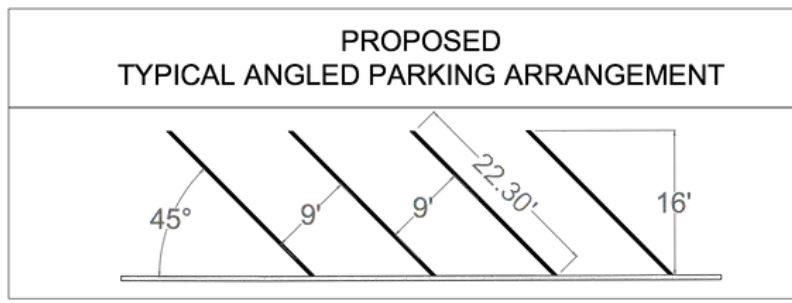 PROPOSED
TYPICAL ANGLED PARKING ARRANGEMENT
45°
9'
9'
22.30'
16'